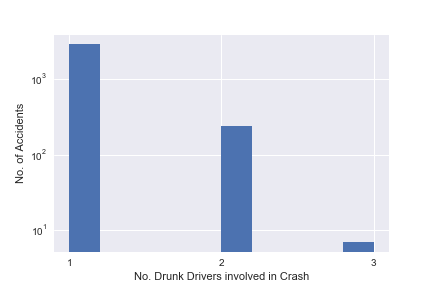 No. of Accidents
10³
10²
10¹
1 2 3
No. Drunk Drivers involved in Crash